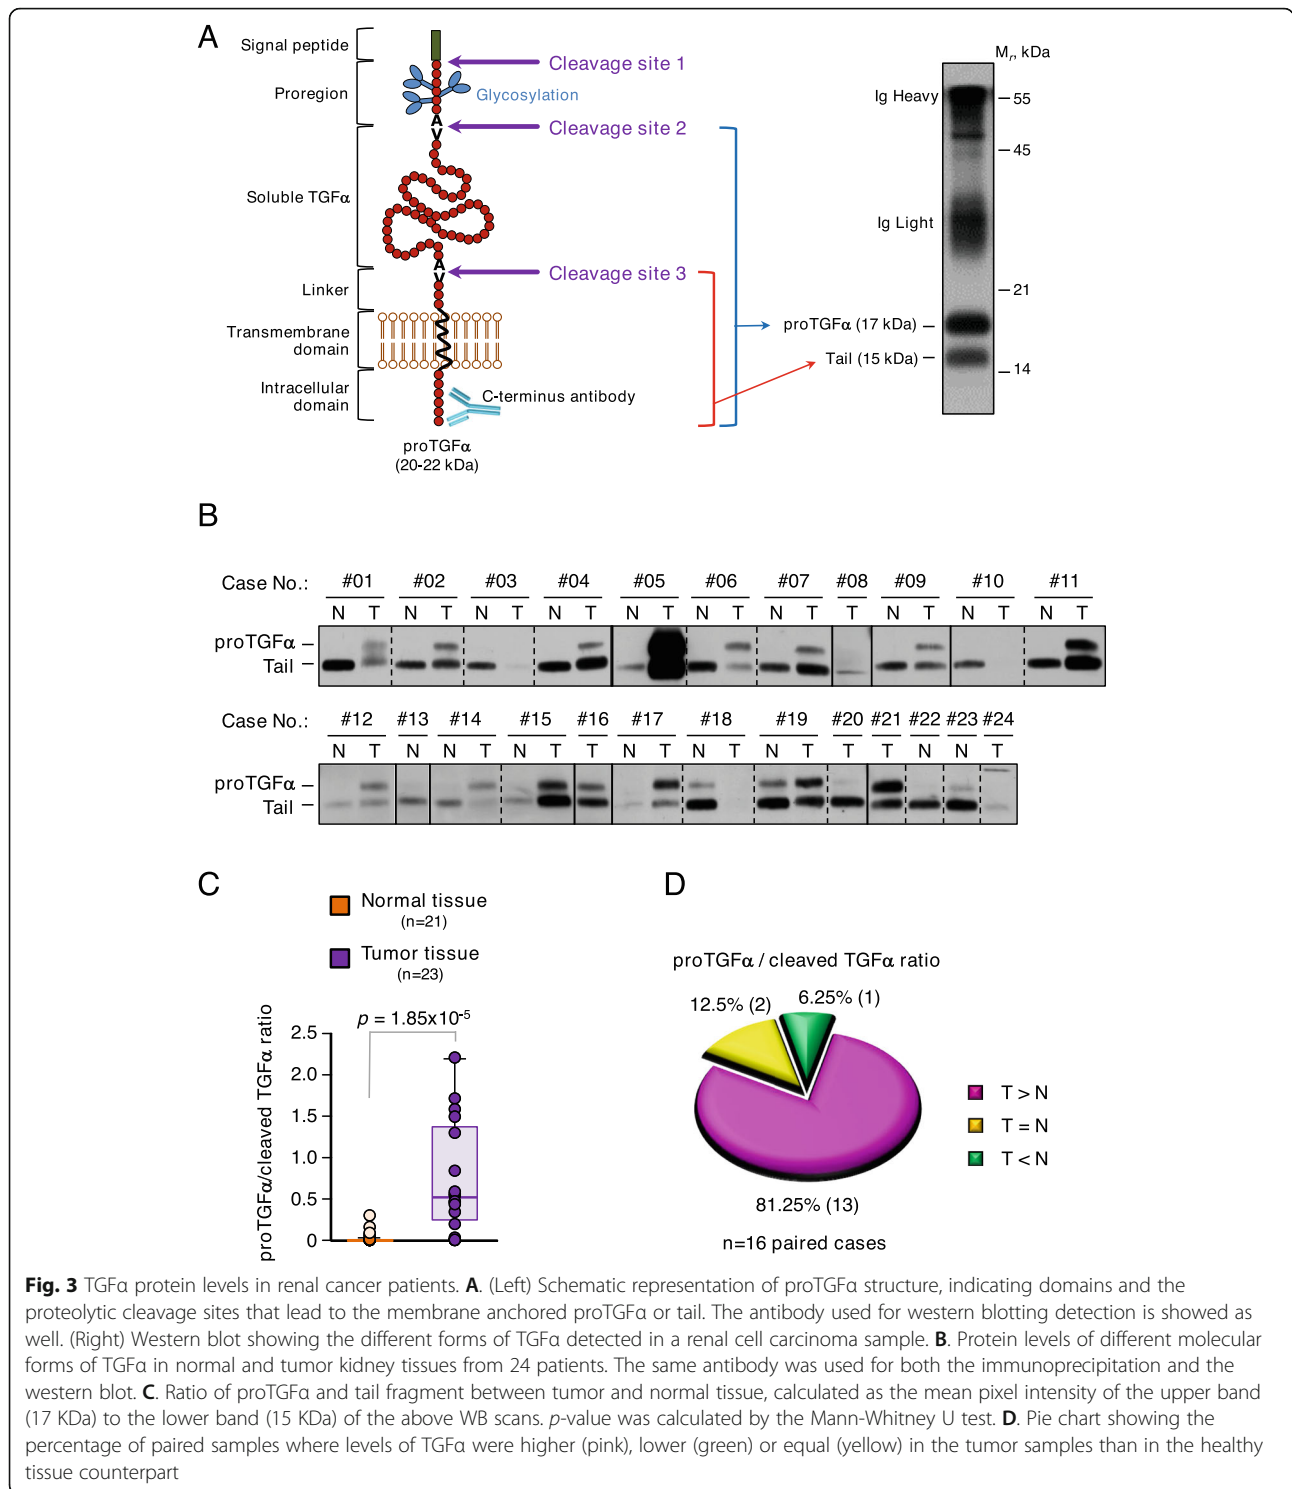 A
Signal peptide
Proregion
Soluble TGFα
Linker
Transmembrane
domain
Intracellular
domain
Cleavage site 1
Glycosylation
A
V
Cleavage site 2
A
V
Cleavage site 3
C-terminus antibody
proTGFα
(20-22 kDa)
Mr, kDa
Ig Heavy
55
45
Ig Light
21
proTGFα (17 kDa)
Tail (15 kDa)
14
B
Case No.: #01 #02 #03 #04 #05 #06 #07 #08 #09 #10 #11
N T N T N T N T N T N T N T T N T N T N T
proTGFα
Tail
Case No.: #12 #13 #14 #15 #16 #17 #18 #19 #20 #21 #22 #23 #24
N T N N T N T T N T N T N T T T N N T
proTGFα
Tail
C
Normal tissue
(n=21)
Tumor tissue
(n=23)
p = 1.85x10-5
proTGFα/cleaved TGFα ratio
2.5
2.0
1.5
1.0
0.5
0
D
proTGFα / cleaved TGFα ratio
12.5% (2)
6.25% (1)
T > N
T = N
T < N
81.25% (13)
n=16 paired cases
Fig. 3 TGFα protein levels in renal cancer patients. A. (Left) Schematic representation of proTGFα structure, indicating domains and the
proteolytic cleavage sites that lead to the membrane anchored proTGFα or tail. The antibody used for western blotting detection is showed as
well. (Right) Western blot showing the different forms of TGFα detected in a renal cell carcinoma sample. B. Protein levels of different molecular
forms of TGFα in normal and tumor kidney tissues from 24 patients. The same antibody was used for both the immunoprecipitation and the
western blot. C. Ratio of proTGFα and tail fragment between tumor and normal tissue, calculated as the mean pixel intensity of the upper band
(17 KDa) to the lower band (15 KDa) of the above WB scans. p-value was calculated by the Mann-Whitney U test. D. Pie chart showing the
percentage of paired samples where levels of TGFα were higher (pink), lower (green) or equal (yellow) in the tumor samples than in the healthy
tissue counterpart